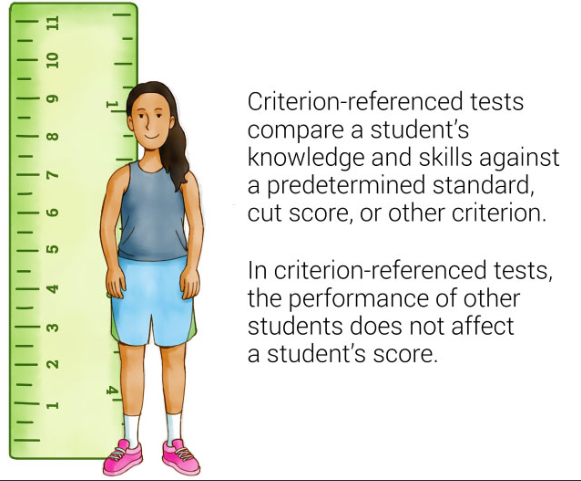 11
10
9
8
7
6
5
4
3
2
1
1
4
Criterion-referenced tests
compare a student’s
knowledge and skills against
a predetermined standard,
cut score, or other criterion.
In criterion-referenced tests,
the performance of other
students does not affect
a student’s score.